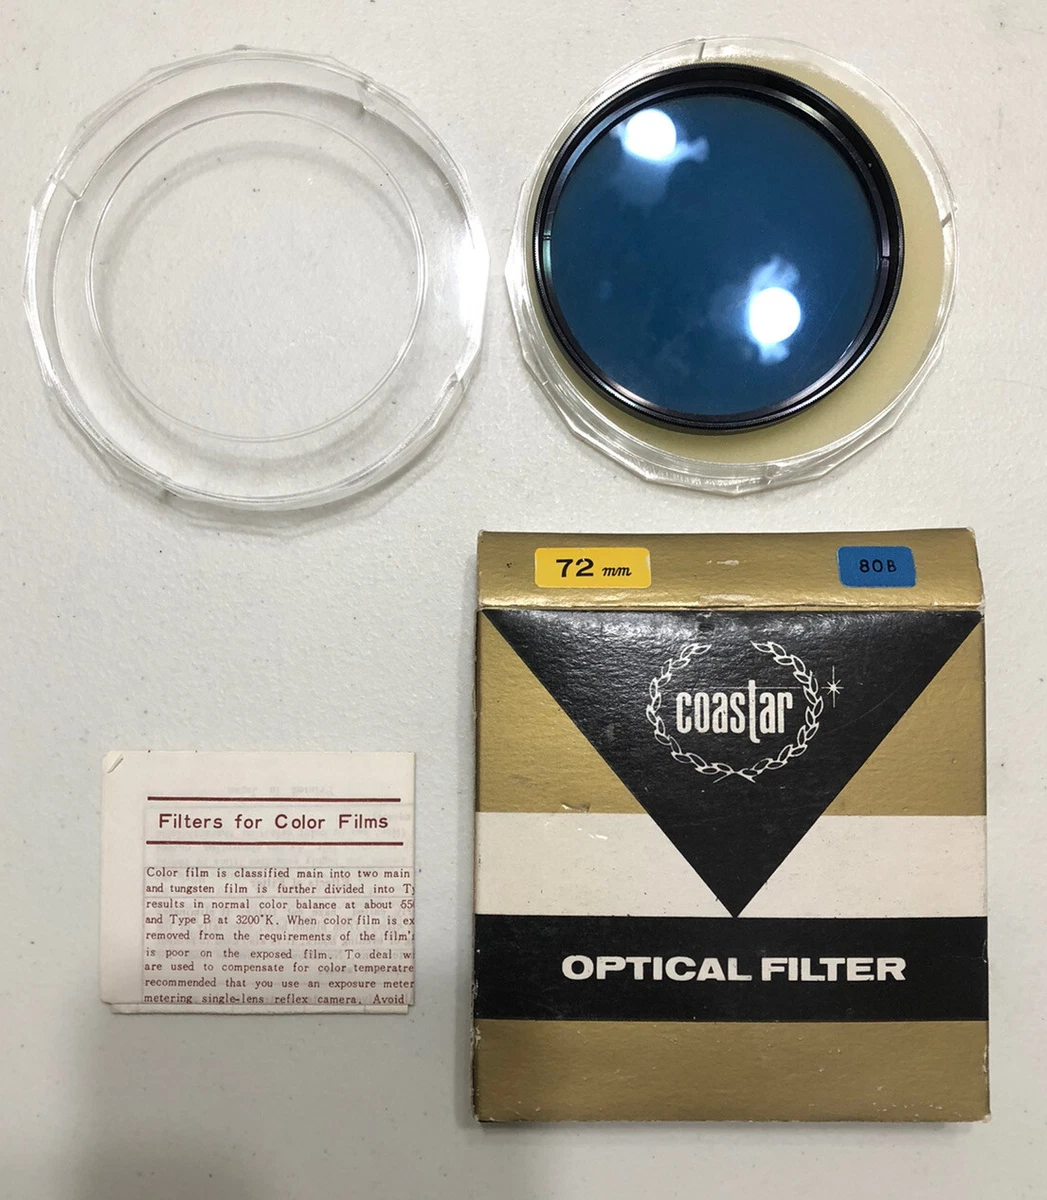 72 mm
80B
coastar
OPTICAL FILTER
Filters for Color Films
Color film is classified main into two main
and tungsten film is further divided into
results in normal color balance at about
and Type B at 3200°K. When color film is
removed from the requirements of the film's
is poor on the exposed film. To deal
are used to compensate for color temperatre
recommended that you use an exposure meter
metering single-lens reflex camera. Avoid